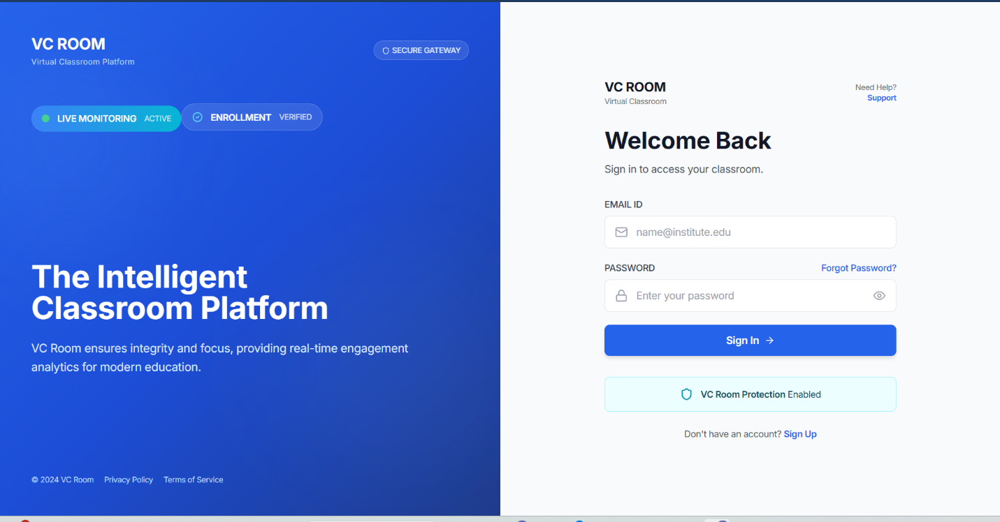 VC ROOM
Virtual Classroom Platform
SECURE GATEWAY
LIVE MONITORING ACTIVE
ENROLLMENT VERIFIED
The Intelligent
Classroom Platform
VC Room ensures integrity and focus, providing real-time engagement
analytics for modern education.
© 2024 VC Room Privacy Policy Terms of Service
VC ROOM
Virtual Classroom
Need Help?
Support
Welcome Back
Sign in to access your classroom.
EMAIL ID
name@institute.edu
PASSWORD Forgot Password?
Enter your password
Sign In
VC Room Protection Enabled
Don't have an account? Sign Up